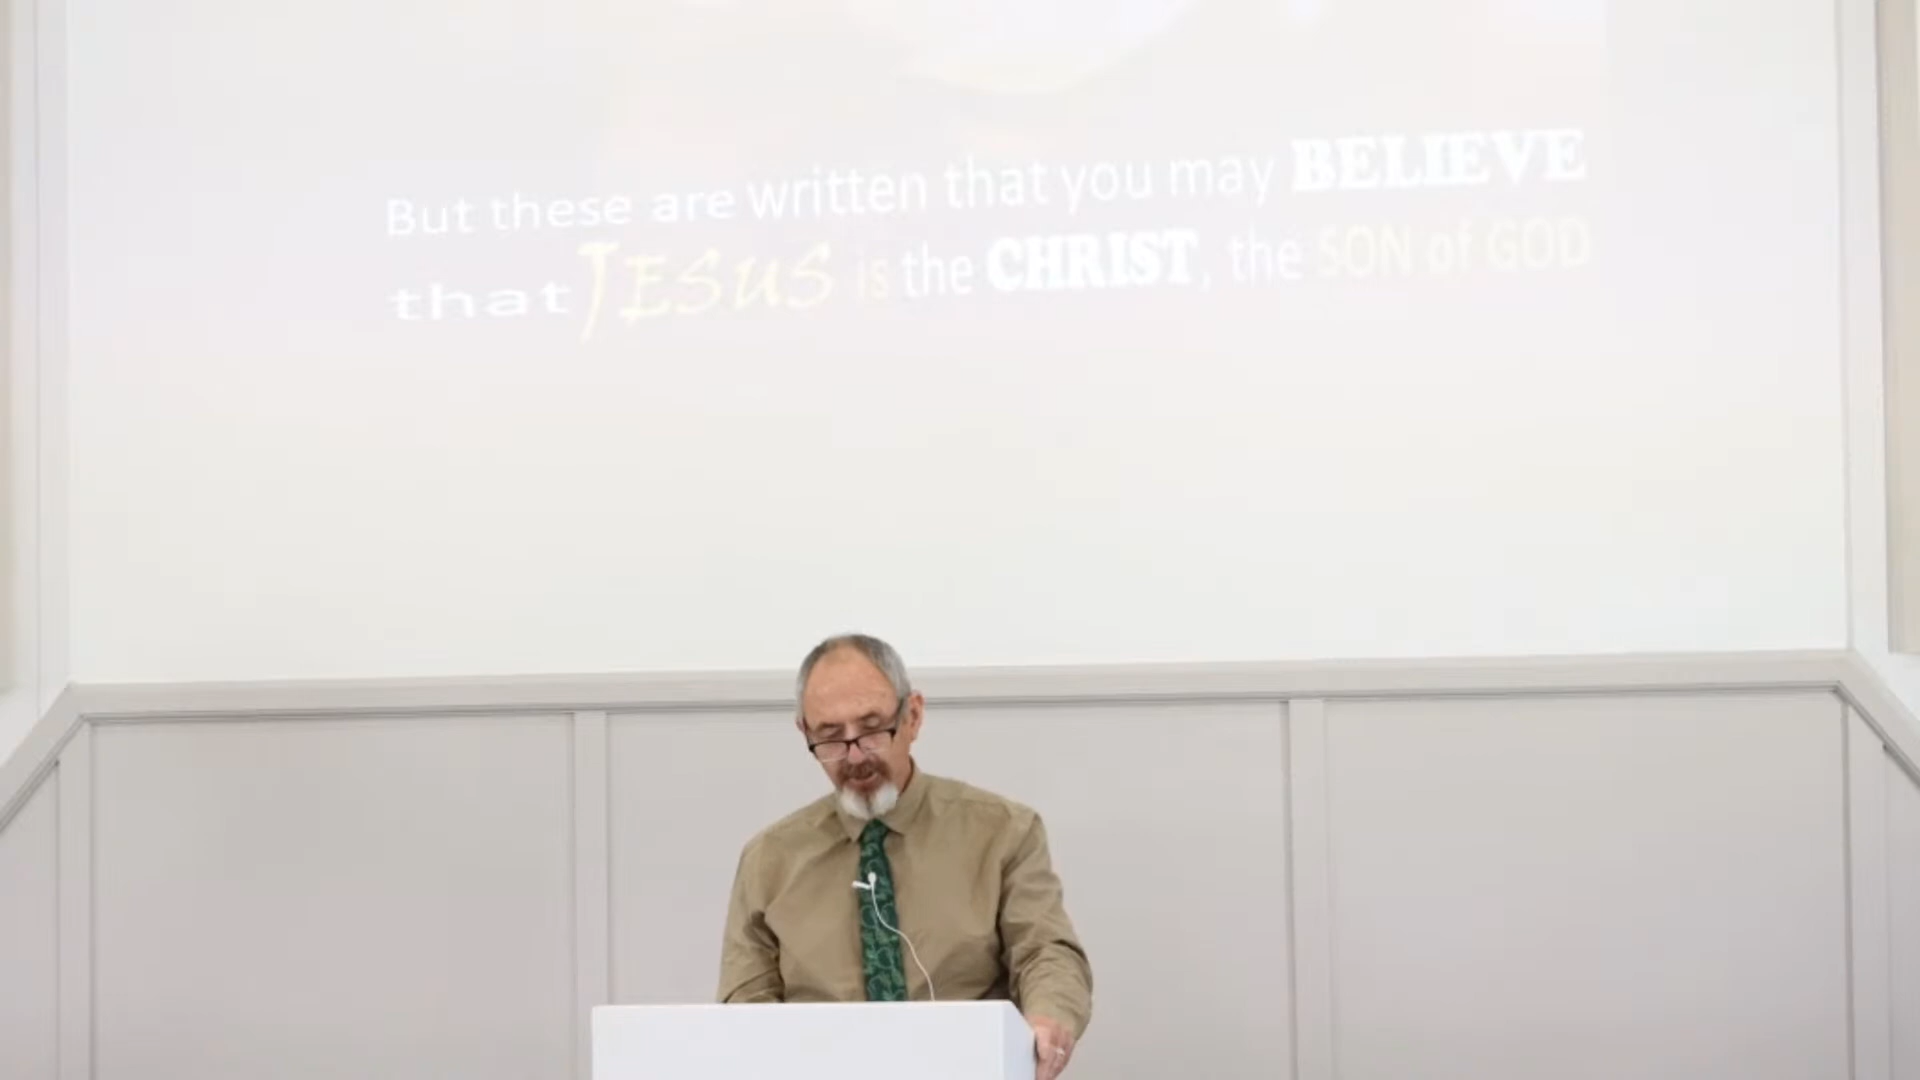 But these are written that you may BELIEVE
that JESUS is the CHRIST, the SON of GOD